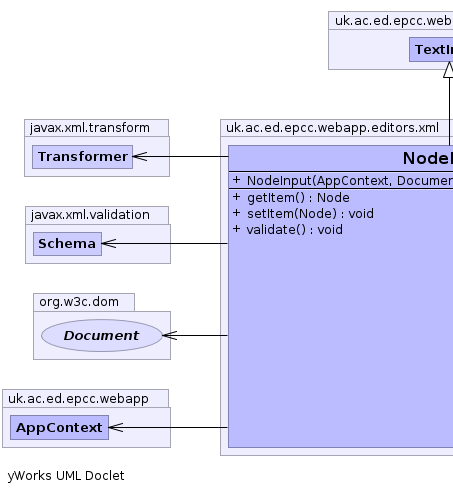 uk.ac.ed.epcc.web
TextIn
javax.xml.transform
Transformer
uk.ac.ed.epcc.webapp.editors.xml
NodeI
+ NodeInput(AppContext, Documen
+ getItem() : Node
+ setItem(Node) : void
+ validate() : void
javax.xml.validation
Schema
org.w3c.dom
Document
uk.ac.ed.epcc.webapp
AppContext
yWorks UML Doclet